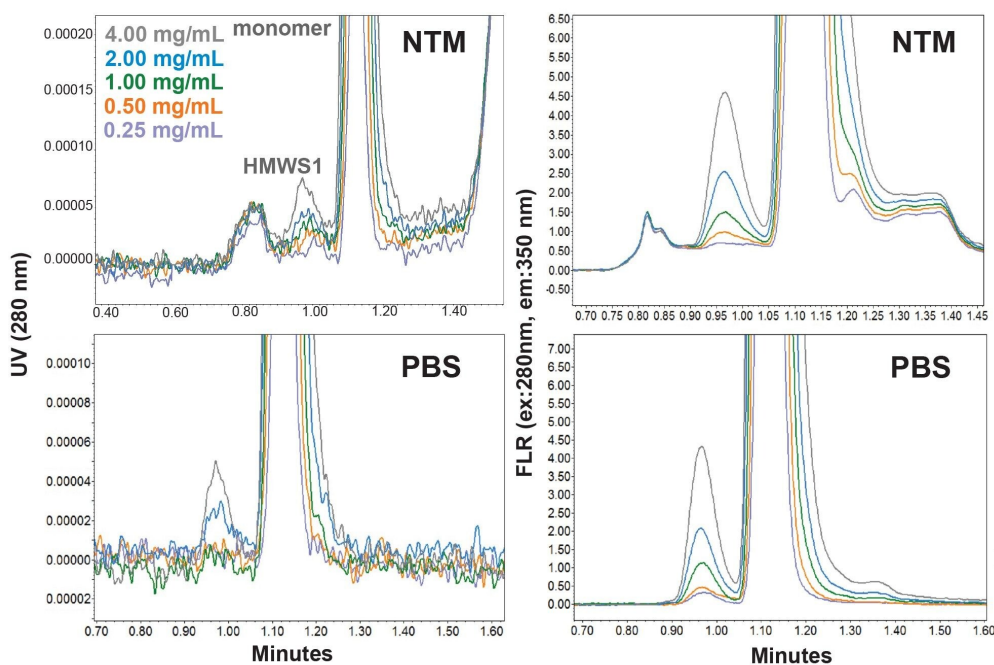 0.00020
0.00015
0.00010
0.00005
0.00000
4.00 mg/mL
2.00 mg/mL
1.00 mg/mL
0.50 mg/mL
0.25 mg/mL
monomer
NTM
HMWS1
0.40 0.60 0.80 1.00 1.20 1.40
6.50
6.00
5.50
5.00
4.50
4.00
3.50
3.00
2.50
2.00
1.50
1.00
0.50
0.00
-0.50
NTM
0.70 0.75 0.80 0.85 0.90 0.95 1.00 1.05 1.10 1.15 1.20 1.25 1.30 1.35 1.40 1.45
UV (280 nm)
FLR (ex:280nm, em:350 nm)
0.00010
0.00008
0.00006
0.00004
0.00002
0.00000
0.00002
PBS
0.70 0.80 0.90 1.00 1.10 1.20 1.30 1.40 1.50 1.60
Minutes
7.00
6.50
6.00
5.50
5.00
4.50
4.00
3.50
3.00
2.50
2.00
1.50
1.00
0.50
0.00
PBS
0.70 0.80 0.90 1.00 1.10 1.20 1.30 1.40 1.50 1.60
Minutes